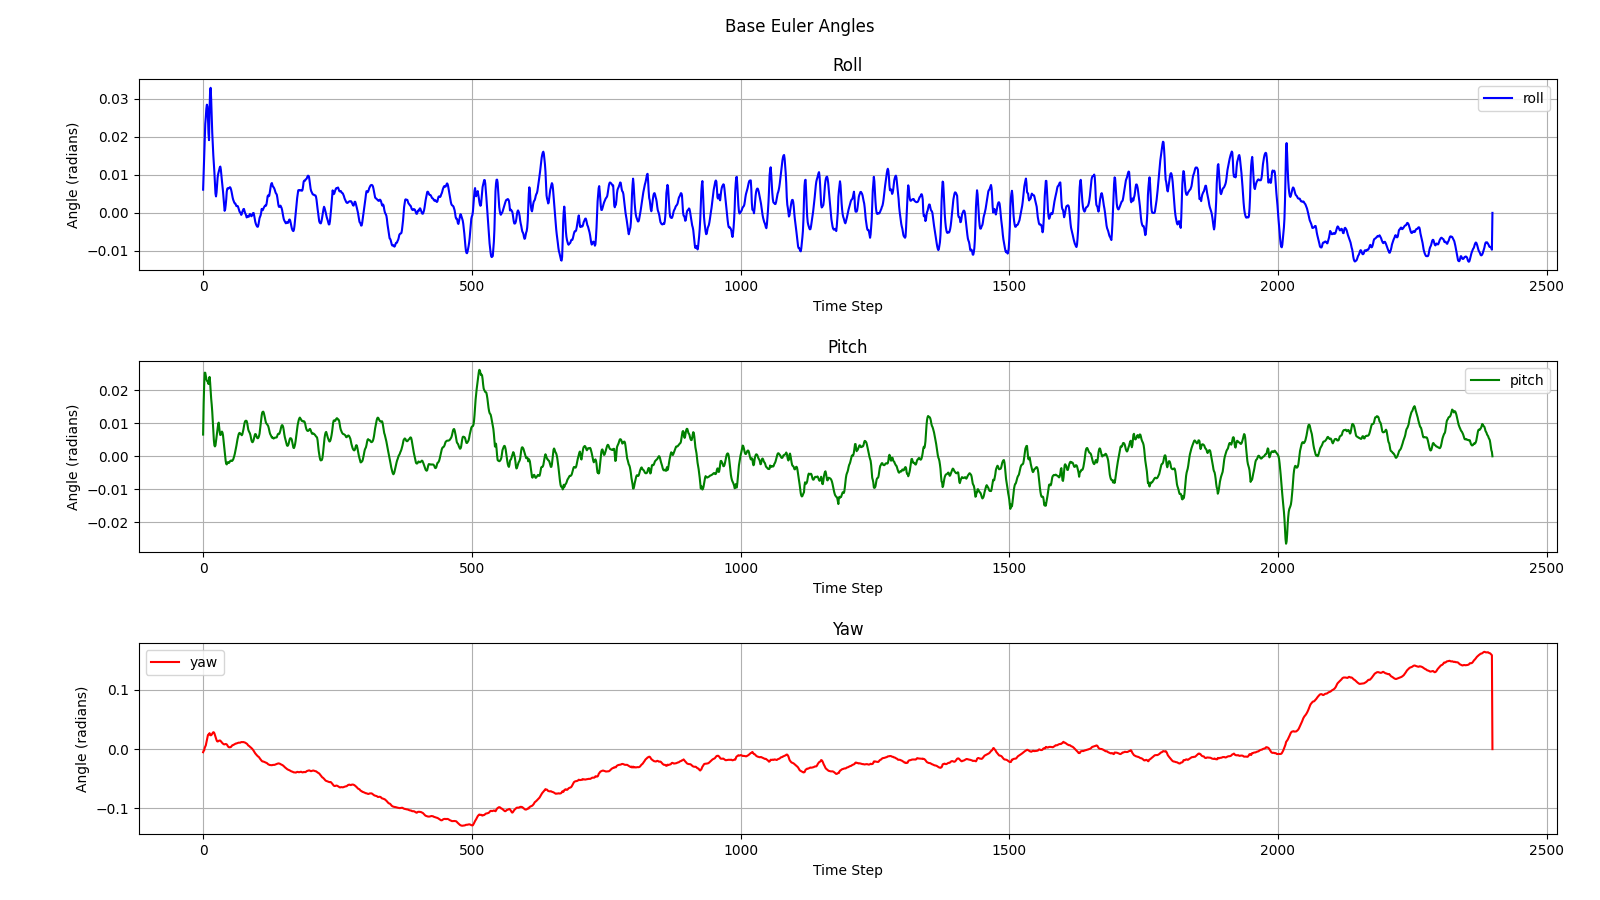 Base Euler Angles
Roll
Angle (radians)
0.03
0.02
0.01
0.00
−0.01
roll
0 500 1000 1500 2000 2500
Time Step
Pitch
Angle (radians)
0.02
0.01
0.00
−0.01
−0.02
pitch
0 500 1000 1500 2000 2500
Time Step
Yaw
Angle (radians)
0.1
0.0
−0.1
yaw
0 500 1000 1500 2000 2500
Time Step